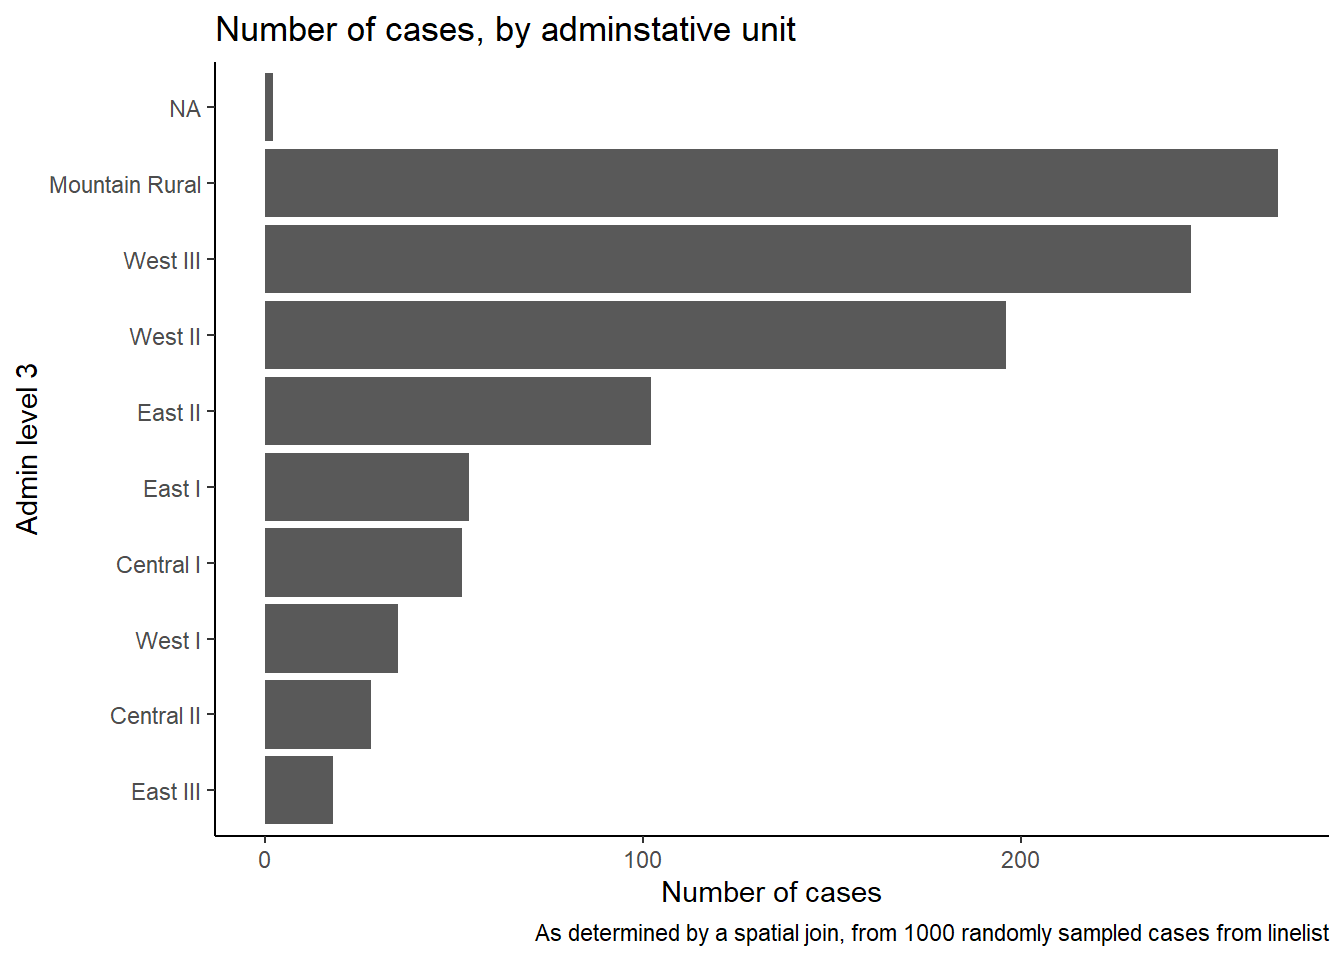 Number of cases, by adminstative unit
NA
Mountain Rural
West III
West II
East II
East I
Central I
West I
Central II
East III
Admin level 3
0 100 200
Number of cases
As determined by a spatial join, from 1000 randomly sampled cases from linelist